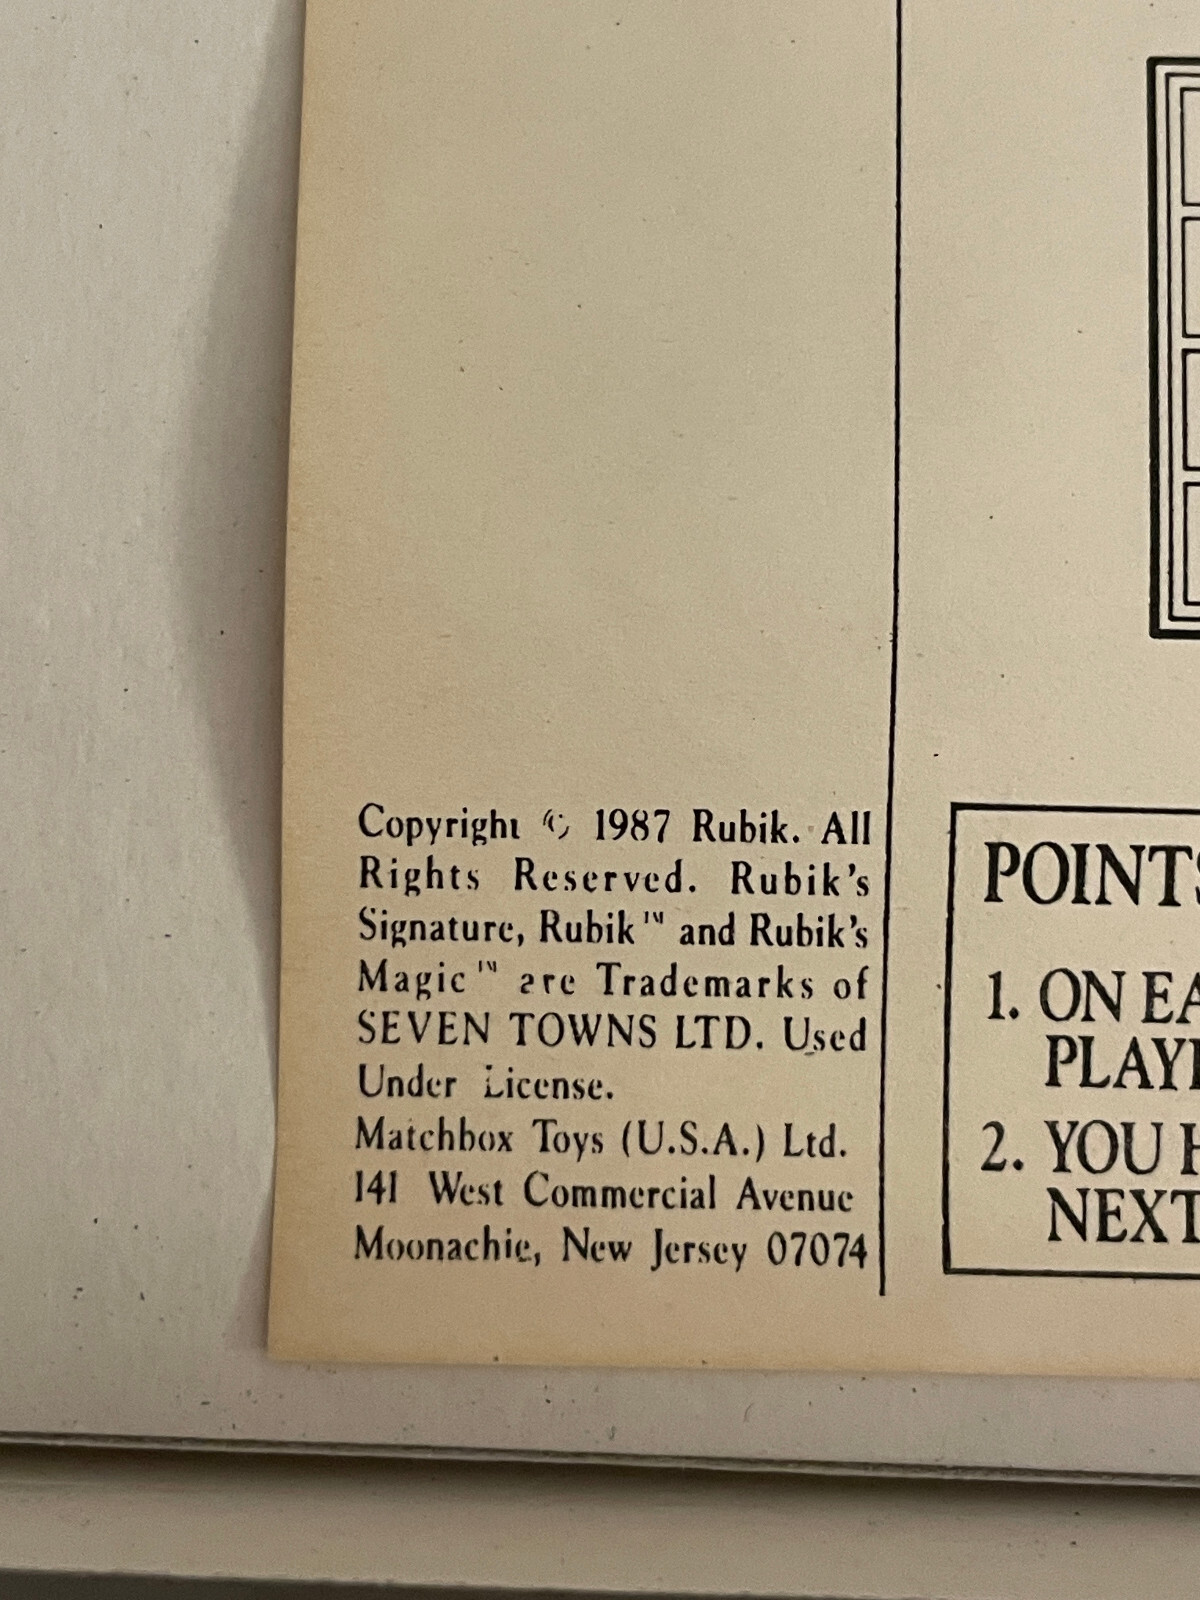 Copyright © 1987 Rubik. All
Rights Reserved. Rubik's
Signature, Rubik™ and Rubik's
Magic™ are Trademarks of
SEVEN TOWNS LTD. Used
Under License.
Matchbox Toys (U.S.A.) Ltd.
141 West Commercial Avenue
Moonachie, New Jersey 07074
POINTS
1. ON EA
PLAY
2. YOU H
NEXT